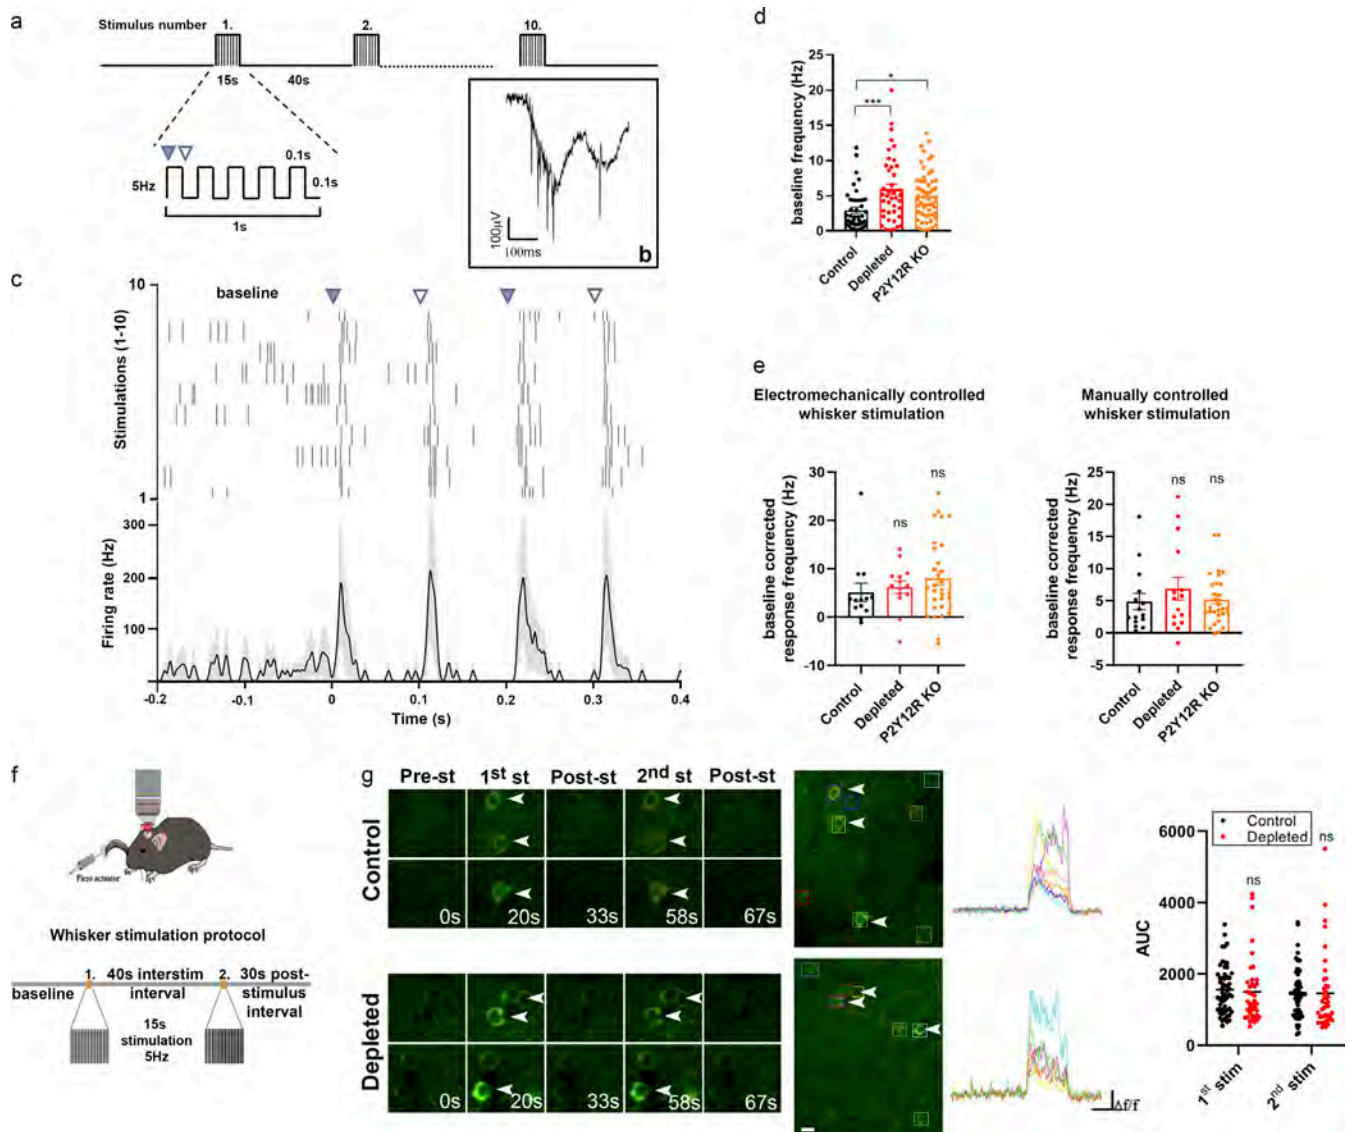 a
Stimulus number
1.
2.
10.
15s
40s
5Hz
0.1s
0.1s
1s
100µV
100ms
b
c
baseline
Stimulations (1-10)
10
1
Firing rate (Hz)
300
200
100
-0.2
-0.1
0
0.1
0.2
0.3
0.4
Time (s)
d
baseline frequency (Hz)
25
20
15
10
5
0
*
***
Control
Depleted
P2Y12R KO
e
Electromechanically controlled
whisker stimulation
baseline corrected
response frequency (Hz)
30
20
10
0
-10
ns
ns
Control
Depleted
P2Y12R KO
Manually controlled
whisker stimulation
baseline corrected
response frequency (Hz)
25
20
15
10
5
0
-5
ns
ns
Control
Depleted
P2Y12R KO
f
Piezo actuator
Whisker stimulation protocol
1. 40s interstim 2. 30s post-
baseline interval stimulus
interval
15s
stimulation
5Hz
g
Pre-st 1st st Post-st 2nd st Post-st
Control
0s 20s 33s 58s 67s
Depleted
0s 20s 33s 58s 67s
Δf/f
AUC
6000
4000
2000
0
Control
Depleted
ns
ns
1st stim
2nd stim